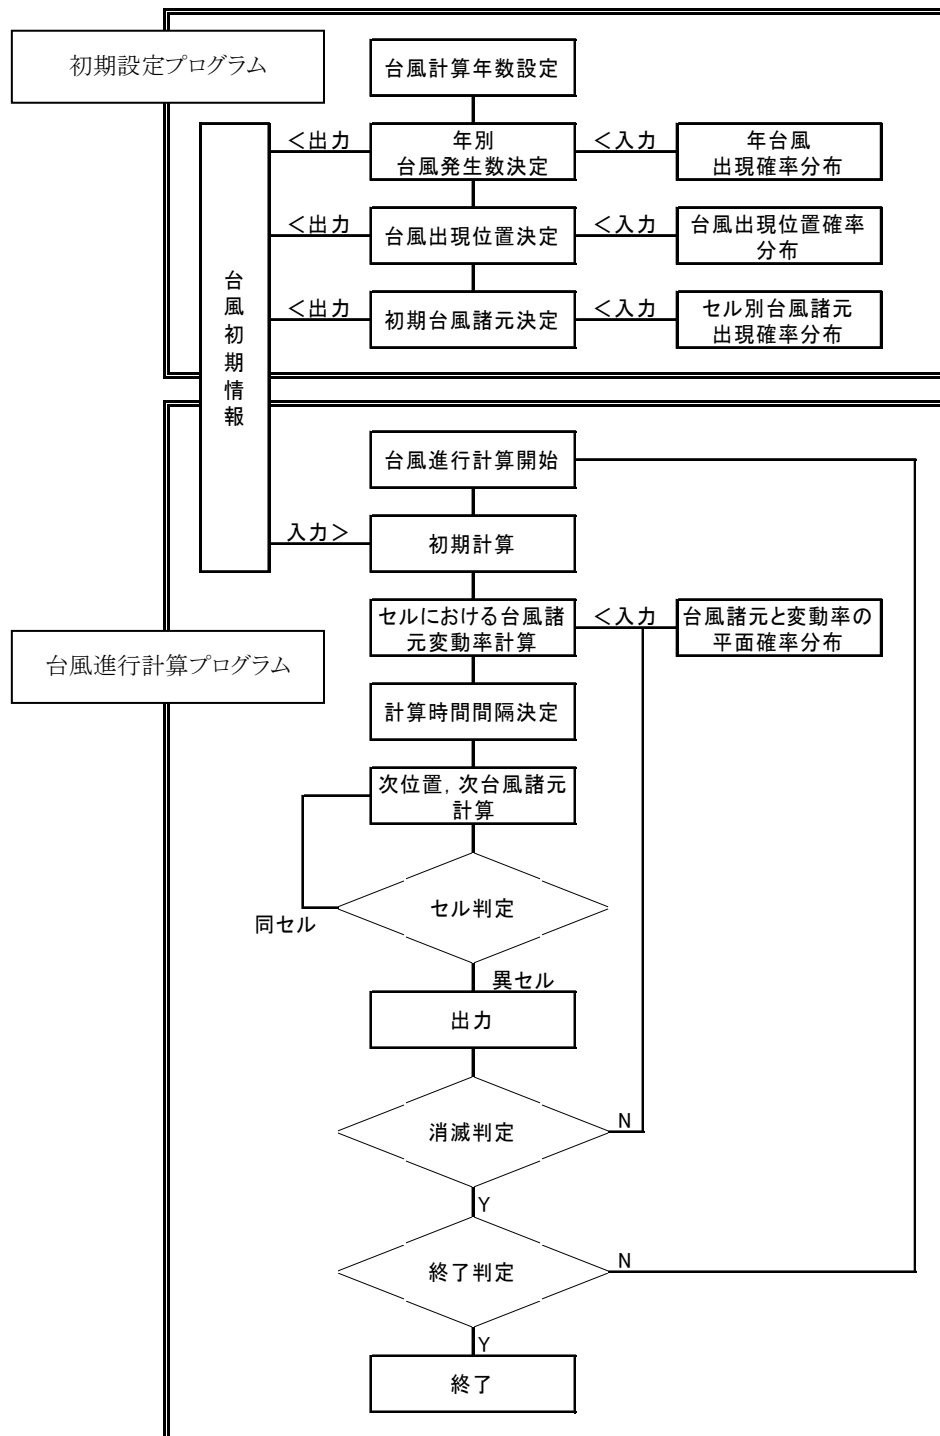 初期設定プログラム
台風計算年数設定
＜出力
年別
台風発生数決定
＜入力
年台風
出現確率分布
＜出力
台風出現位置決定
＜入力
台風出現位置確率
分布
台風初期情報
＜出力
初期台風諸元決定
＜入力
セル別台風諸元
出現確率分布
台風進行計算開始
入力＞
初期計算
セルにおける台風諸
元変動率計算
＜入力
台風諸元と変動率の
平面確率分布
台風進行計算プログラム
計算時間間隔決定
次位置, 次台風諸元
計算
セル判定
同セル
異セル
出力
消滅判定
N
Y
終了判定
N
Y
終了